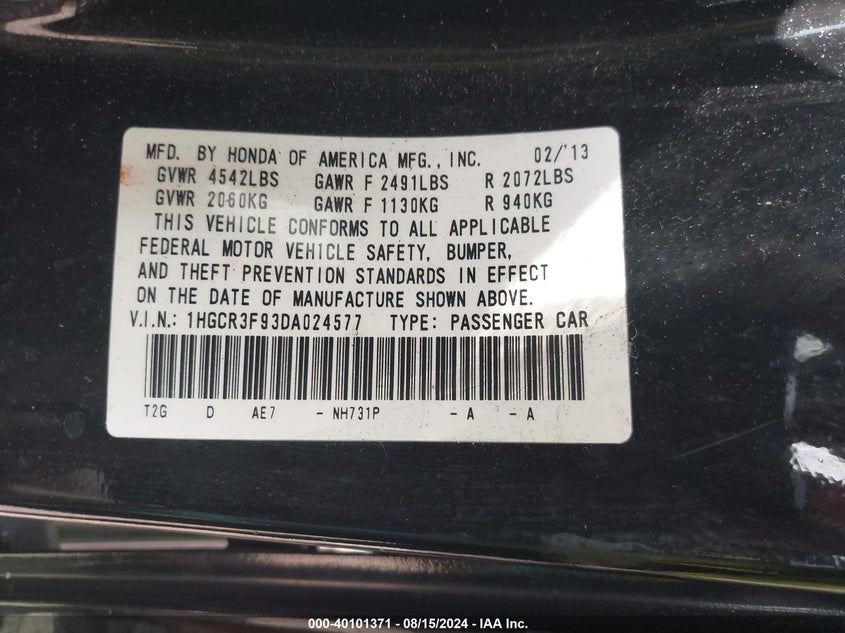 MFD. BY HONDA OF AMERICA MFG., INC. 02/'13
GVWR 4542LBS GAWR F 2491LBS R 2072LBS
GVWR 2060KG GAWR F 1130KG R 940KG
THIS VEHICLE CONFORMS TO ALL APPLICABLE
FEDERAL MOTOR VEHICLE SAFETY, BUMPER,
AND THEFT PREVENTION STANDARDS IN EFFECT
ON THE DATE OF MANUFACTURE SHOWN ABOVE.
V.I.N.: 1HGCR3F93DA024577 TYPE: PASSENGER CAR
T2G D AE7 - NH731P - A - A
000-40101371 - 08/15/2024 - IAA Inc.